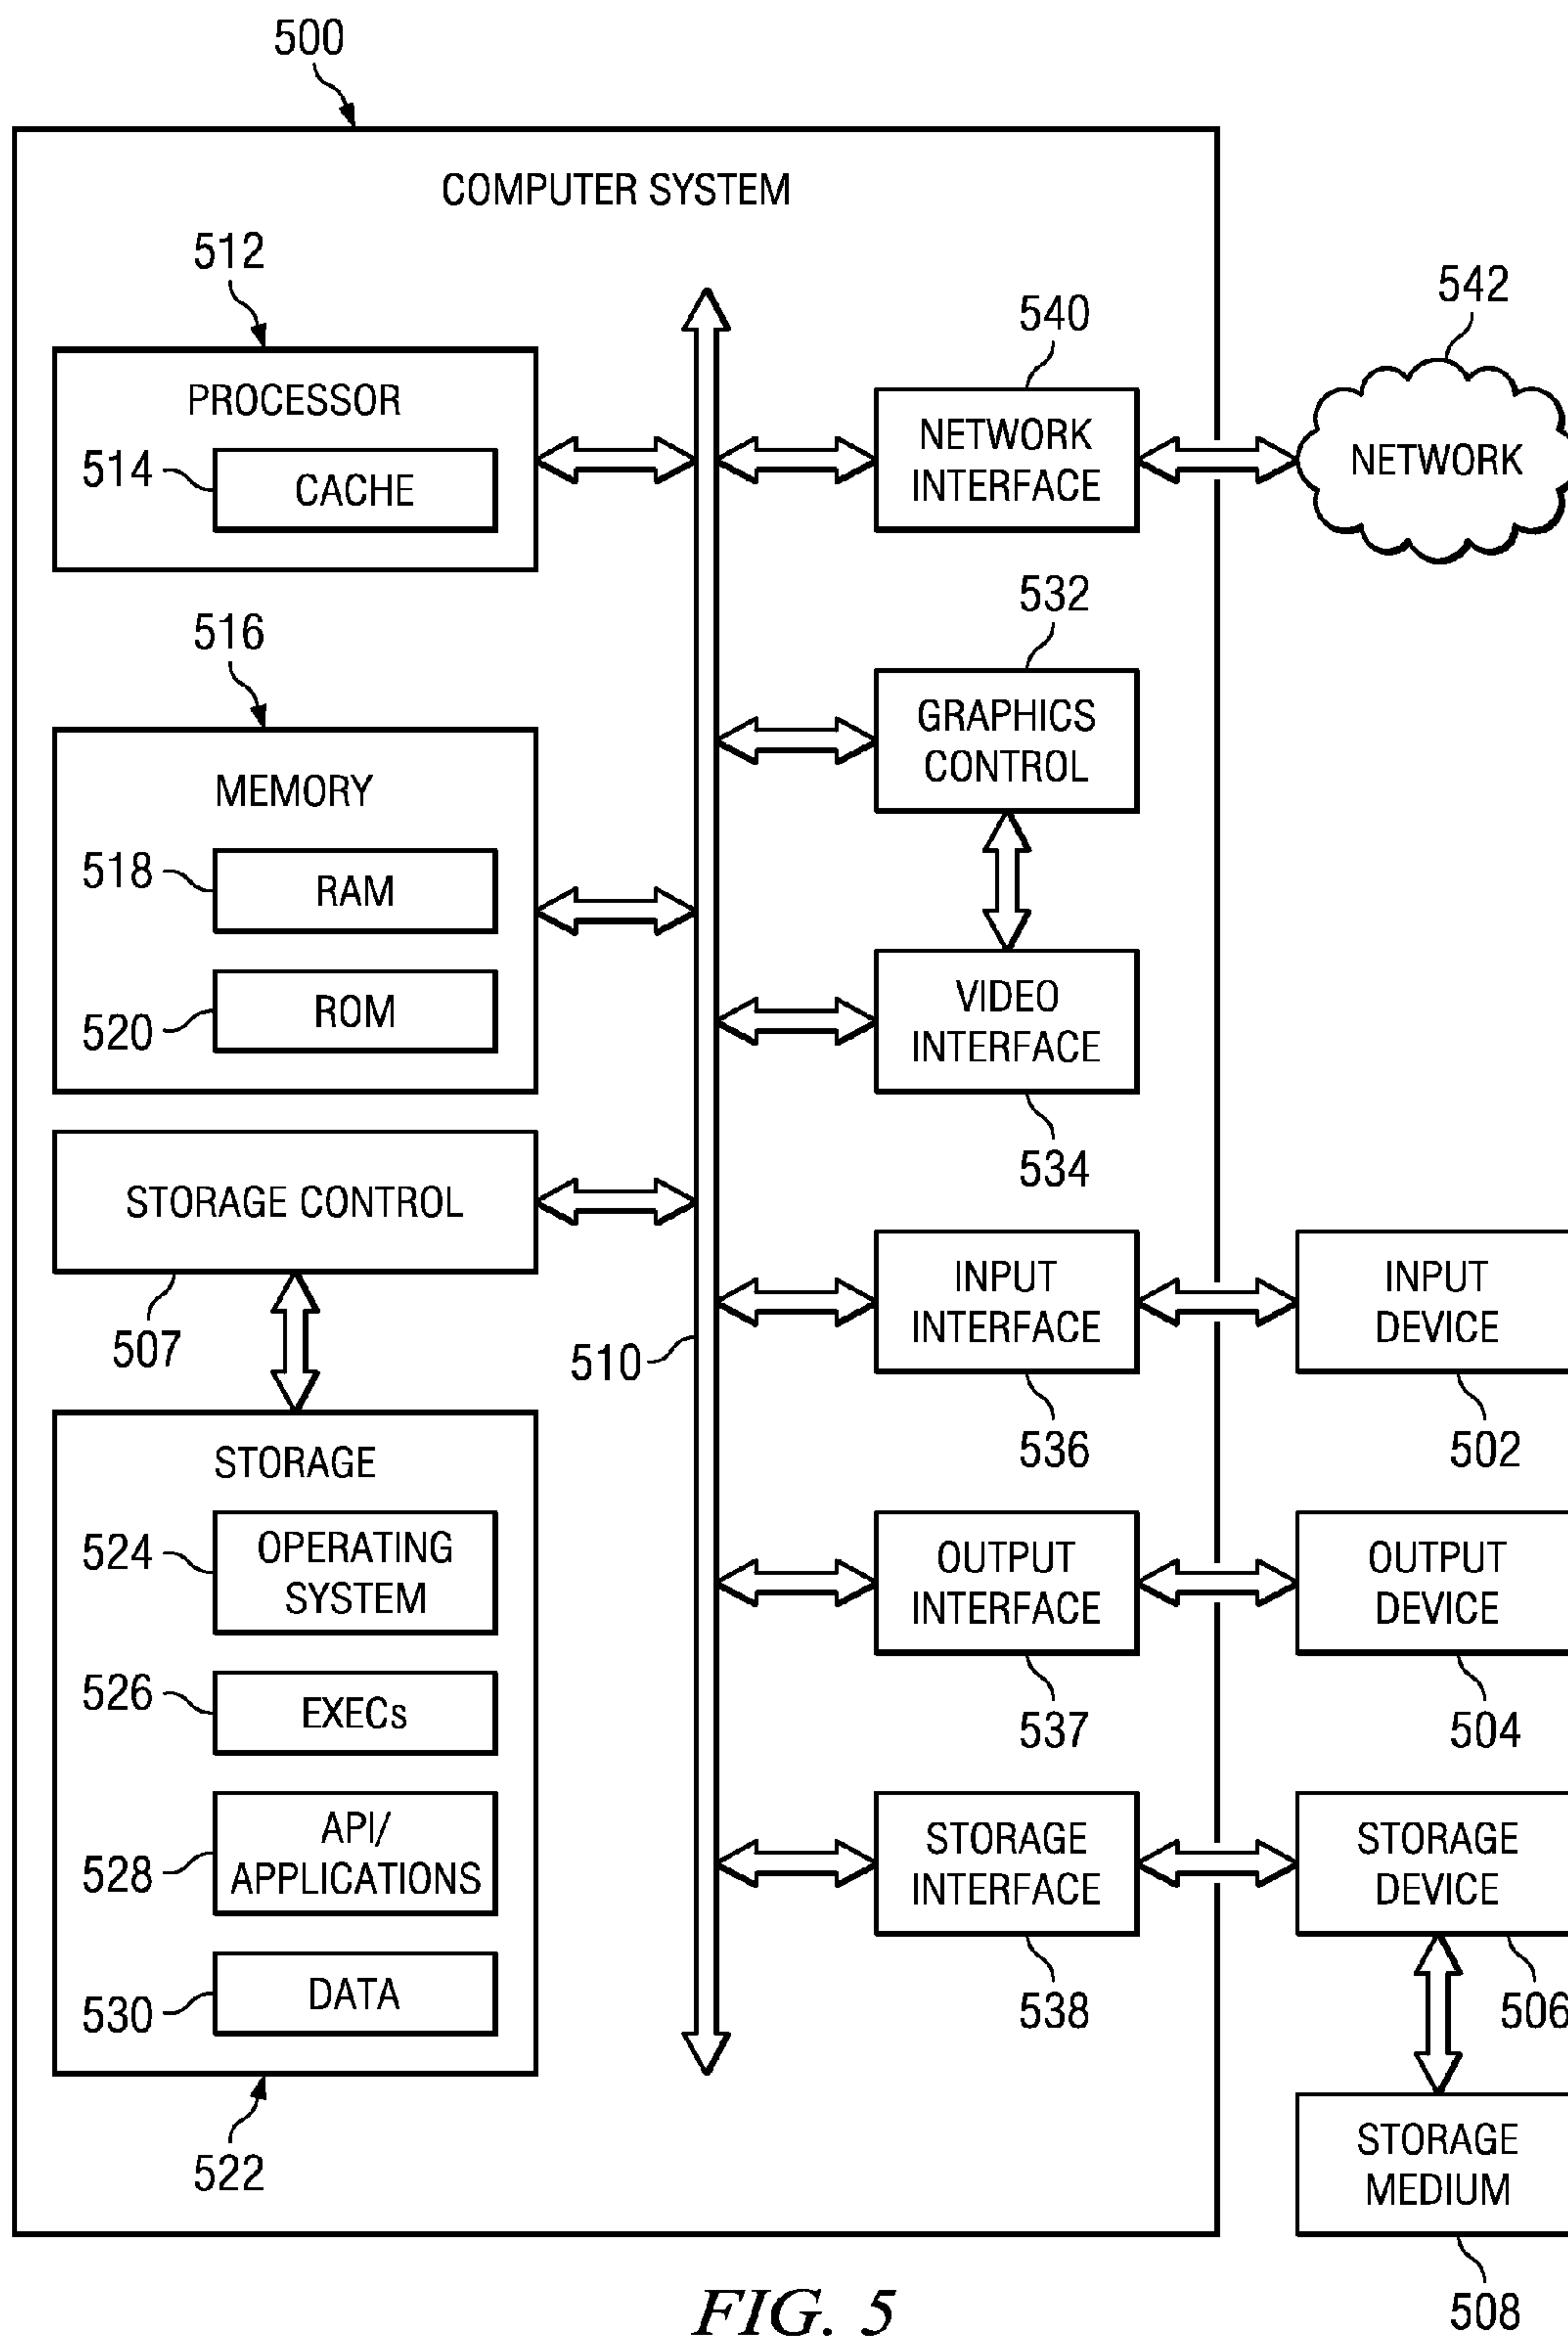 500
COMPUTER SYSTEM
512
PROCESSOR
514
CACHE
516
MEMORY
518
RAM
520
ROM
STORAGE CONTROL
507
STORAGE
524
OPERATING
SYSTEM
526
EXECs
528
API/
APPLICATIONS
530
DATA
522
510
540
NETWORK
INTERFACE
532
GRAPHICS
CONTROL
VIDEO
INTERFACE
534
INPUT
INTERFACE
536
OUTPUT
INTERFACE
537
STORAGE
INTERFACE
538
542
NETWORK
INPUT
DEVICE
502
OUTPUT
DEVICE
504
STORAGE
DEVICE
506
STORAGE
MEDIUM
508
FIG. 5